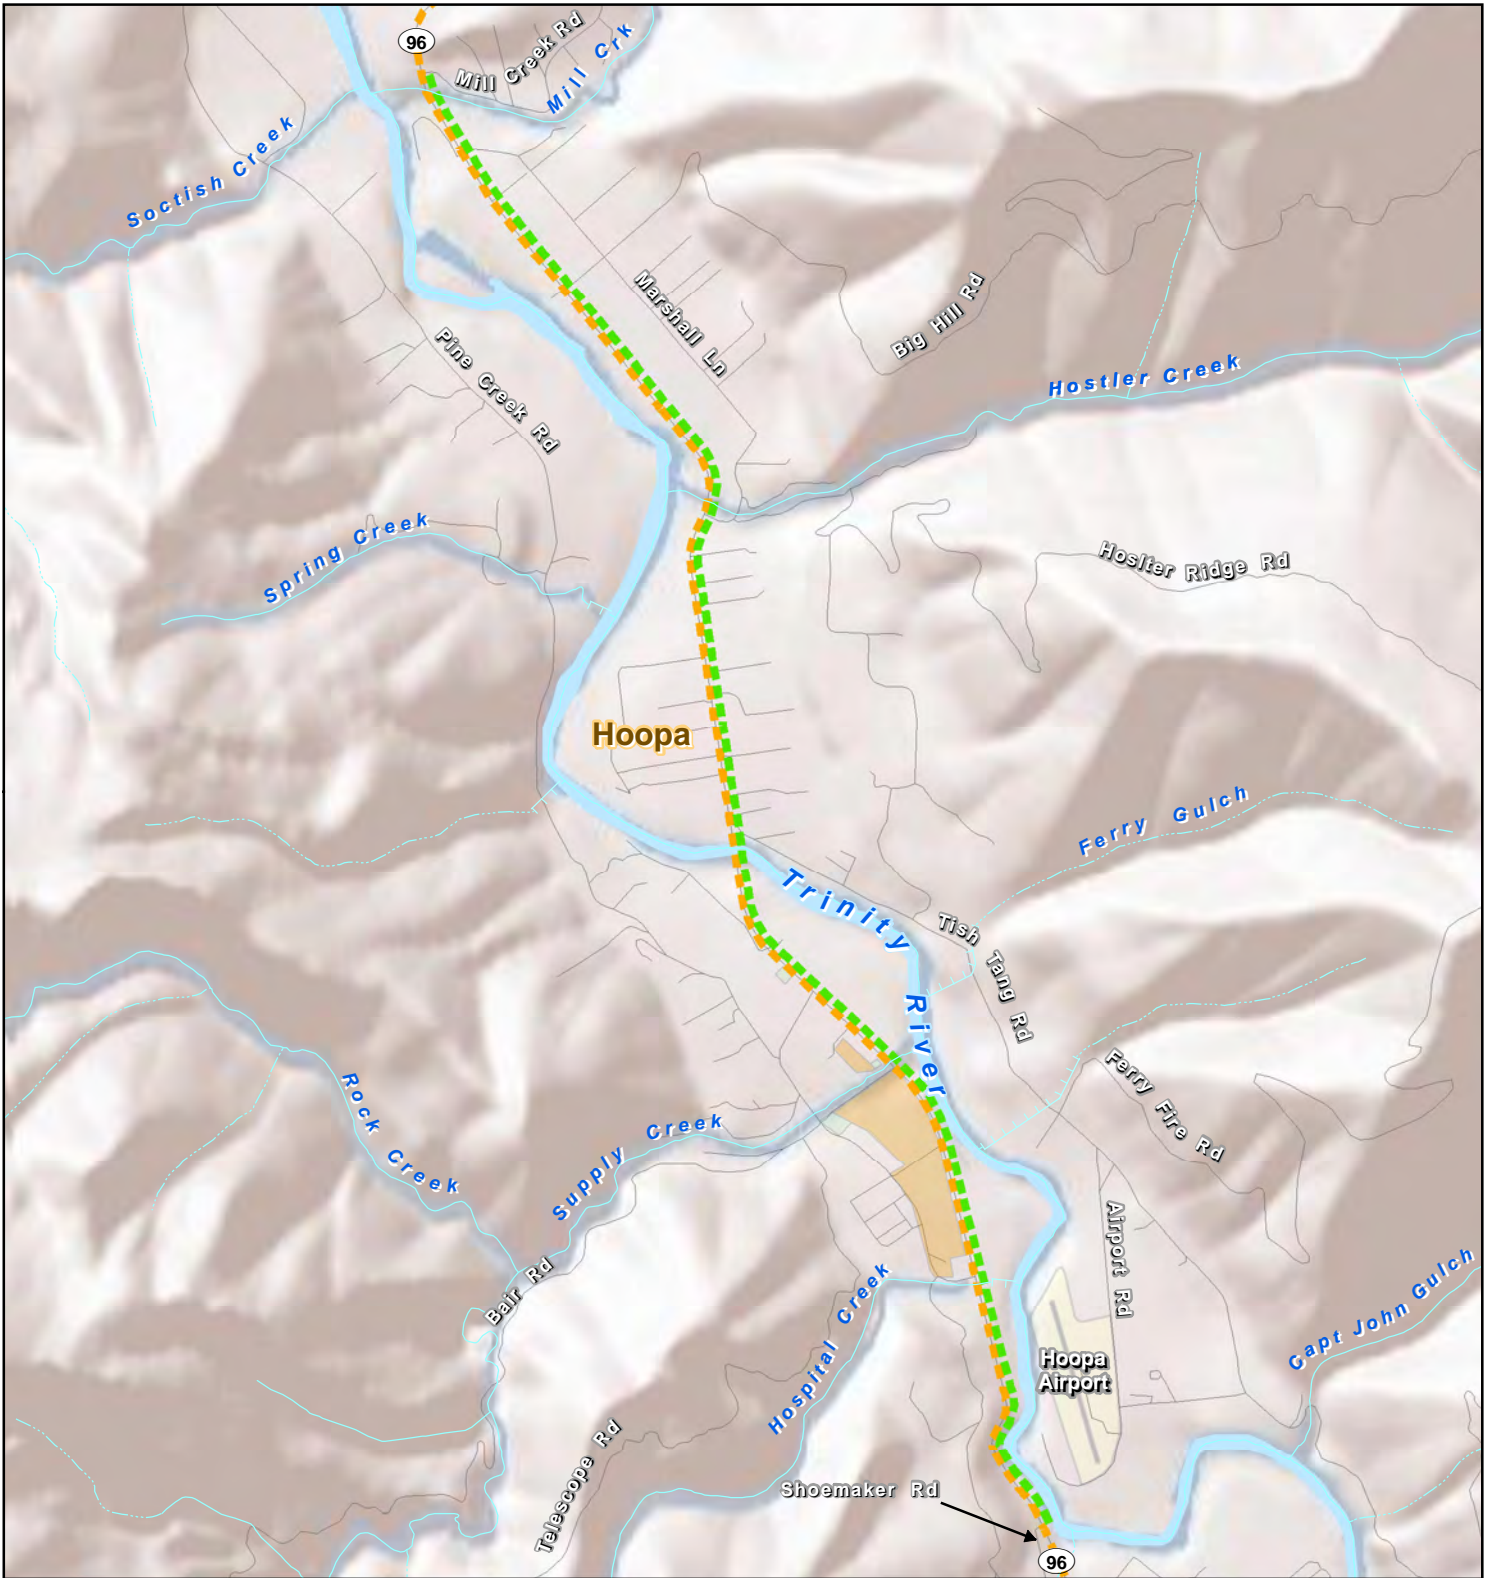 96
Mill Creek Rd
Mill Crk
Soctish Creek
Marshall Ln
Big Hill Rd
Pine Creek Rd
Hostler Creek
Spring Creek
Hoslter Ridge Rd
Hoopa
Ferry Gulch
Trinity River
Tish Tang Rd
Rock Creek
Ferry Fire Rd
Supply Creek
Airport Rd
Bair Rd
Hospital Creek
Capt John Gulch
Hoopa
Airport
Telescope Rd
Shoemaker Rd
96